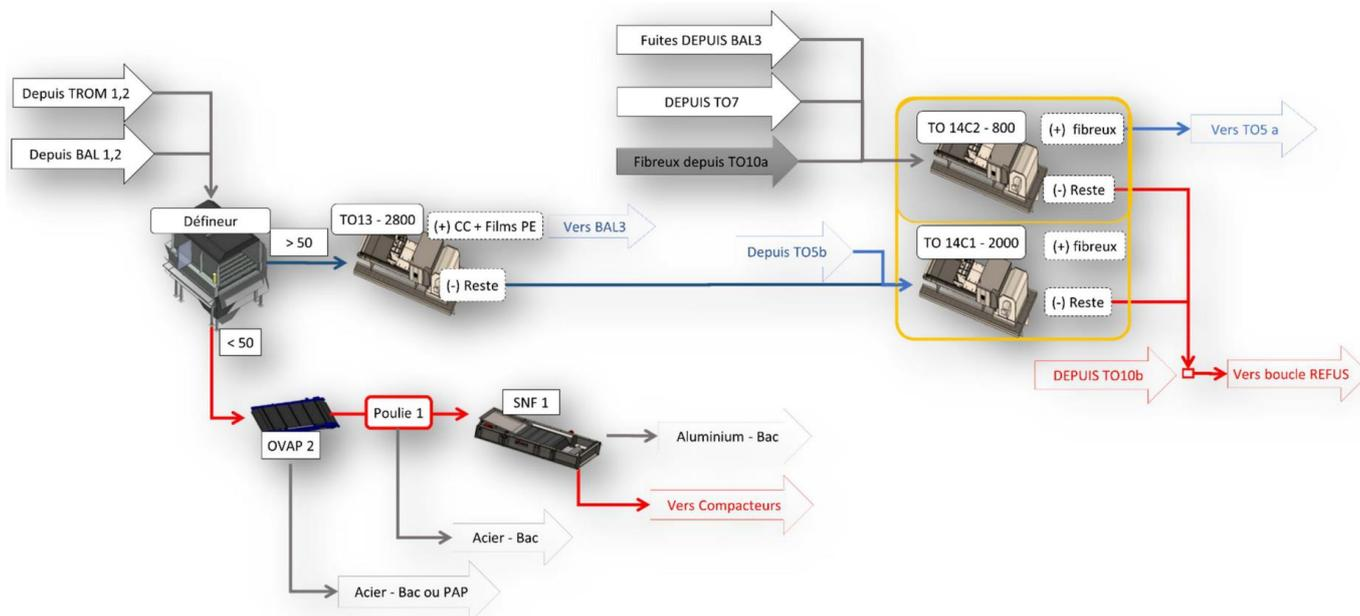 Fuites DEPUIS BAL3
Depuis TROM 1,2
DEPUIS TO7
Depuis BAL 1,2
Fibreux depuis TO10a
TO 14C2 - 800
(+) fibreux
Vers TO5 a
(-) Reste
Défineur
> 50
TO13 - 2800
(+) CC + Films PE
Vers BAL3
Depuis TO5b
TO 14C1 - 2000
(+) fibreux
(-) Reste
(-) Reste
< 50
DEPUIS TO10b
Vers boucle REFUS
OVAP 2
Poulie 1
SNF 1
Aluminium - Bac
Vers Compacteurs
Acier - Bac
Acier - Bac ou PAP